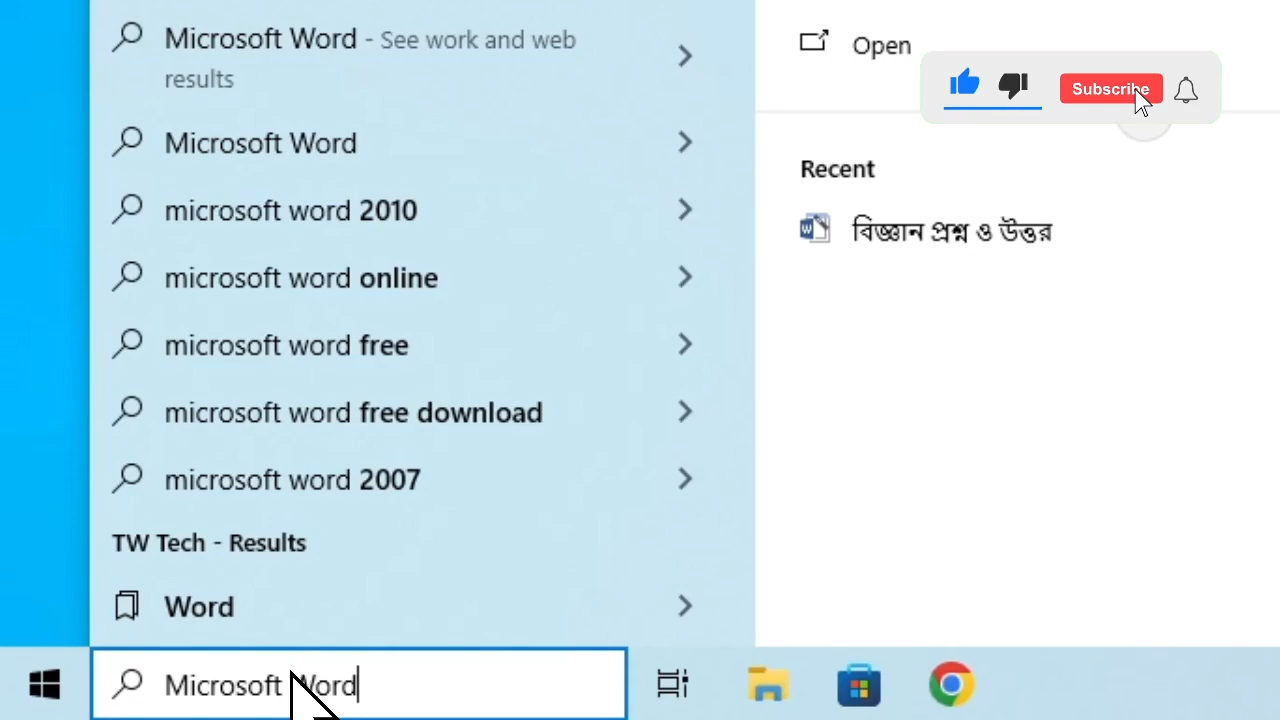 Microsoft Word - See work and web
results
Microsoft Word
microsoft word 2010
microsoft word online
microsoft word free
microsoft word free download
microsoft word 2007
TW Tech - Results
Word
Microsoft Word
Open
Subscribe
Recent
বিজ্ঞান প্রশ্ন ও উত্তর